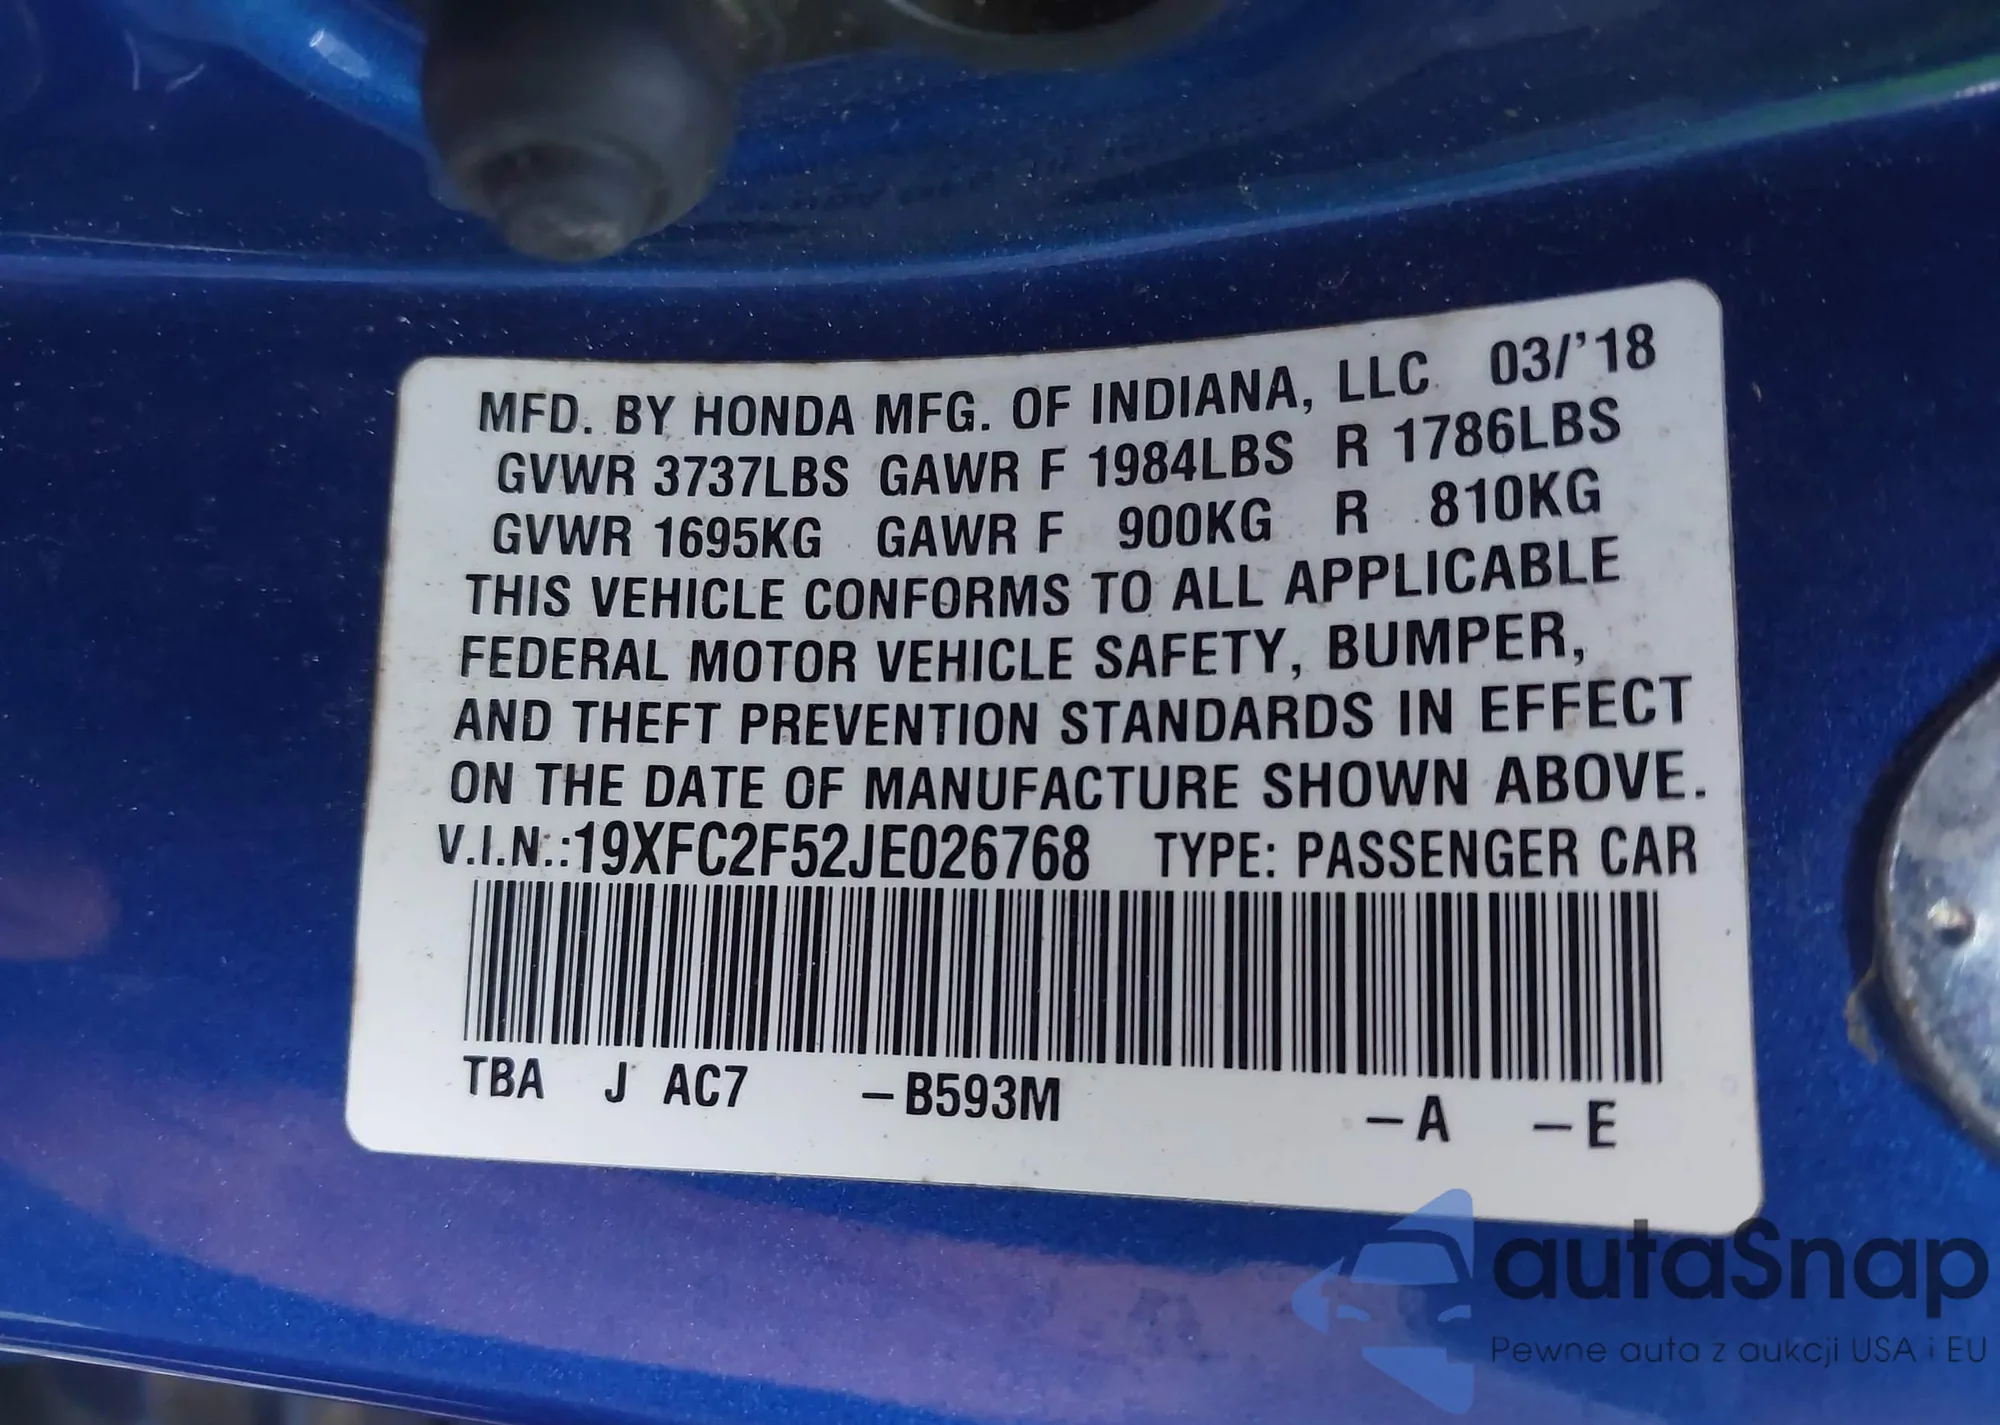 MFD. BY HONDA MFG. OF INDIANA, LLC 03/'18
GVWR 3737LBS GAWR F 1984LBS R 1786LBS
GVWR 1695KG GAWR F 900KG R 810KG
THIS VEHICLE CONFORMS TO ALL APPLICABLE
FEDERAL MOTOR VEHICLE SAFETY, BUMPER,
AND THEFT PREVENTION STANDARDS IN EFFECT
ON THE DATE OF MANUFACTURE SHOWN ABOVE.
V.I.N.:19XFC2F52JE026768 TYPE: PASSENGER CAR
TBA J AC7 –B593M –A –E
autaSnap
Pewne auta z aukcji USA i EU